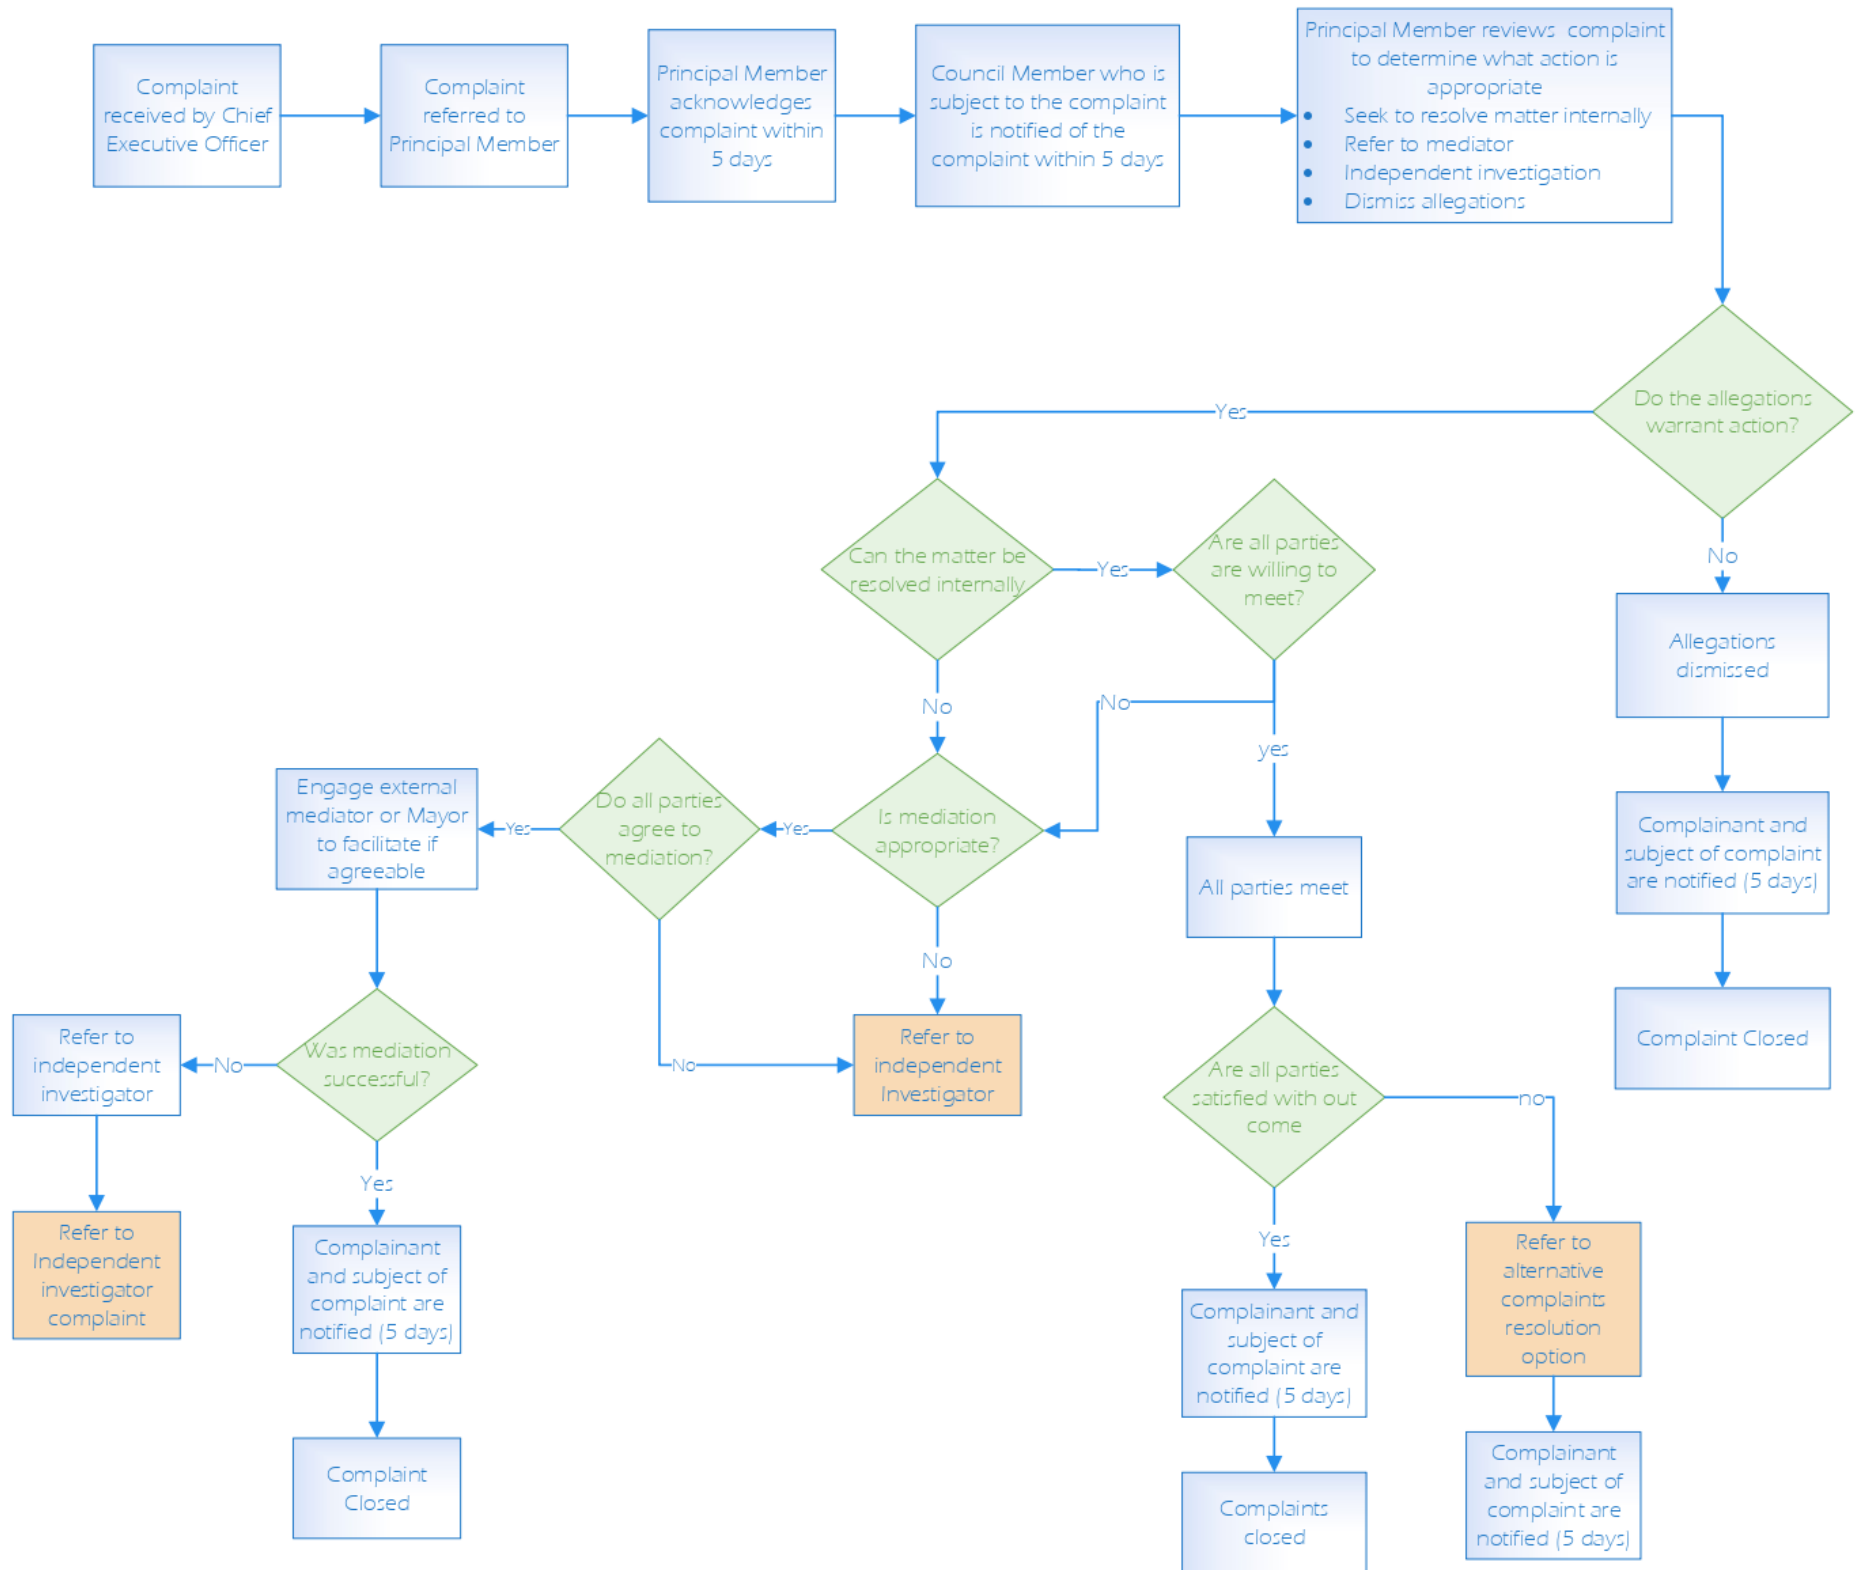 Complaint
received by Chief
Executive Officer
Complaint
referred to
Principal Member
Principal Member
acknowledges
complaint within
5 days
Council Member who is
subject to the complaint
is notified of the
complaint within 5 days
Principal Member reviews complaint
to determine what action is
appropriate
• Seek to resolve matter internally
• Refer to mediator
• Independent investigation
• Dismiss allegations
Do the allegations
warrant action?
Yes
No
Can the matter be
resolved internally
Yes
Are all parties
are willing to
meet?
No
No
yes
Allegations
dismissed
Complainant and
subject of complaint
are notified (5 days)
Complaint Closed
Is mediation
appropriate?
Yes
Do all parties
agree to
mediation?
Yes
Engage external
mediator or Mayor
to facilitate if
agreeable
No
No
Refer to
independent
Investigator
All parties meet
Was mediation
successful?
No
Refer to
independent
investigator
Refer to
Independent
investigator
complaint
Yes
Complainant
and subject of
complaint are
notified (5 days)
Complaint
Closed
Are all parties
satisfied with out
come
no
Yes
Complainant and
subject of
complaint are
notified (5 days)
Complaints
closed
Refer to
alternative
complaints
resolution
option
Complainant
and subject of
complaint are
notified (5 days)